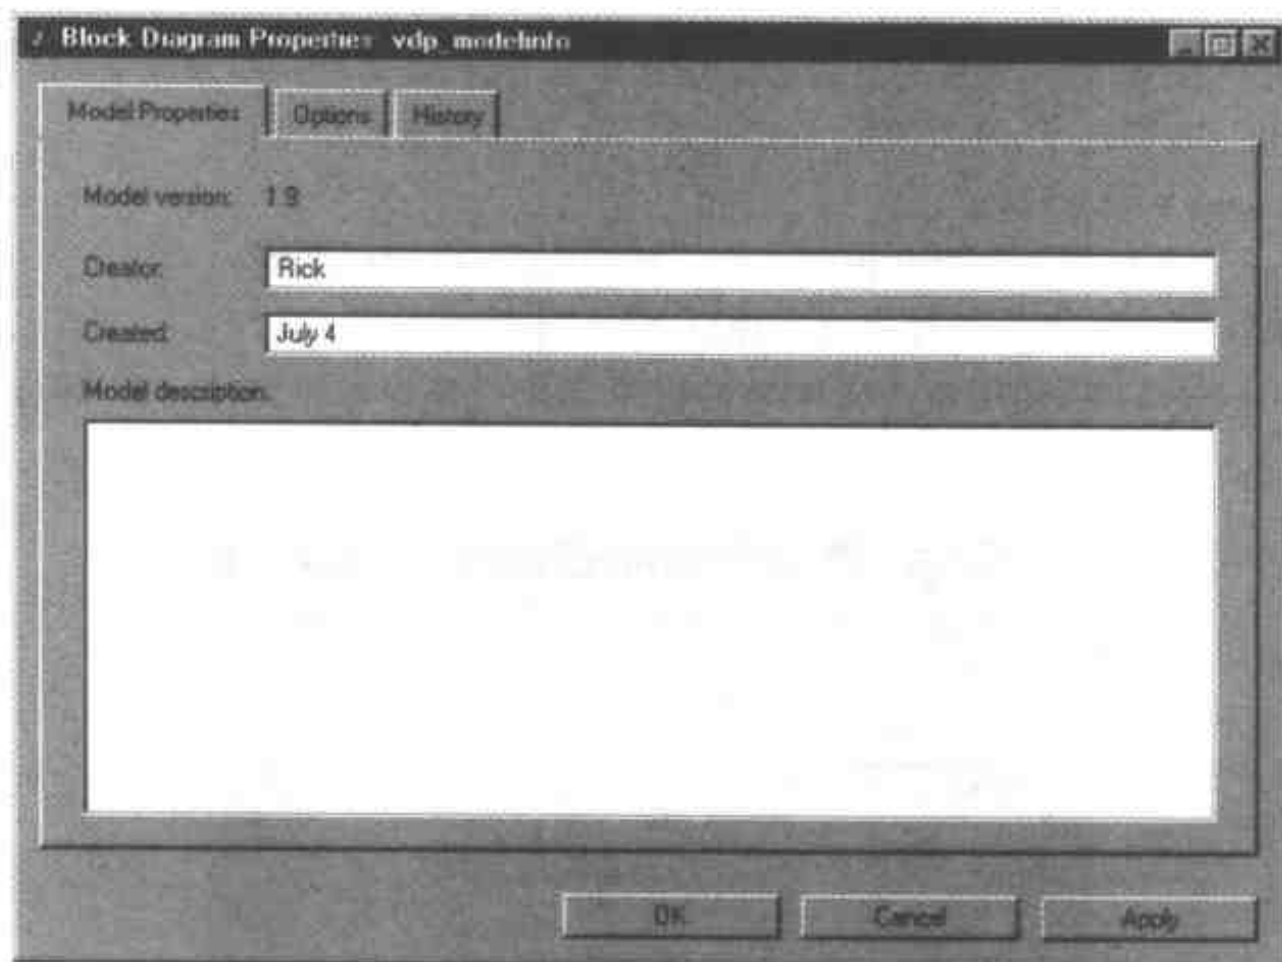 Block Diagram Properties: vdp_modelinfo
Model Properties Options History
Model version: 1.9
Creator: Rick
Created: July 4
Model description:
OK Cancel Apply